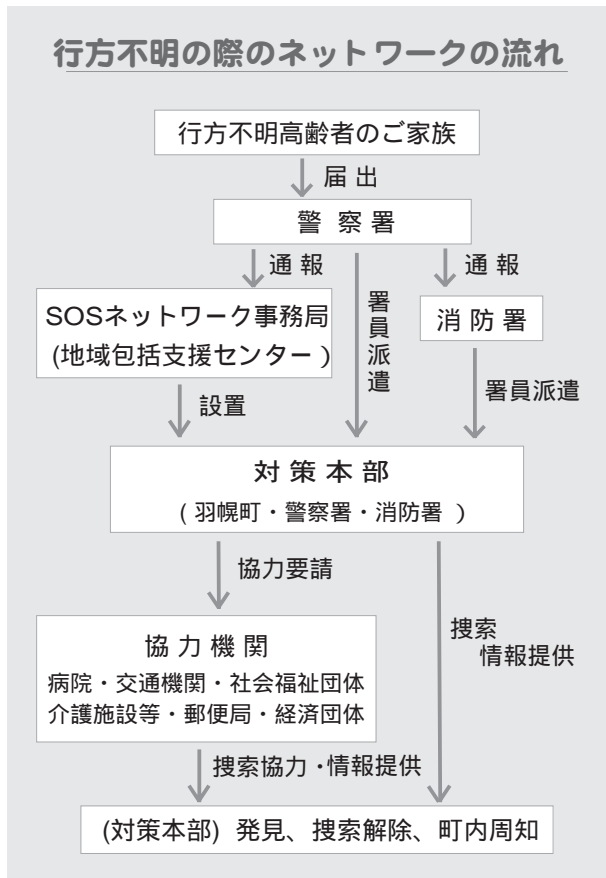 行方不明の際のネットワークの流れ
行方不明高齢者のご家族
届出
警察署
通報
通報
SOSネットワーク事務局
(地域包括支援センター)
署員派遣
消防署
設置
署員派遣
対策本部
(羽幌町・警察署・消防署)
協力要請
捜索
情報提供
協力機関
病院・交通機関・社会福祉団体
介護施設等・郵便局・経済団体
捜索協力・情報提供
(対策本部) 発見、捜索解除、町内周知